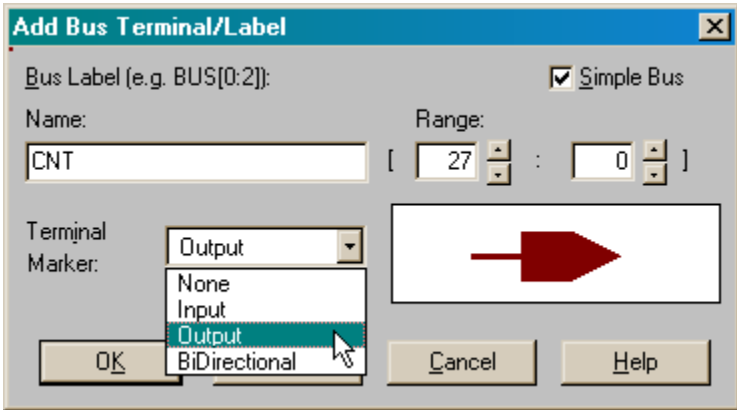 Add Bus Terminal/Label
Bus Label (e.g. BUS[0:2]):
Simple Bus
Name:
Range:
CNT
[ 27 : 0 ]
Terminal
Marker:
Output
None
Input
Output
BiDirectional
OK
Cancel
Help